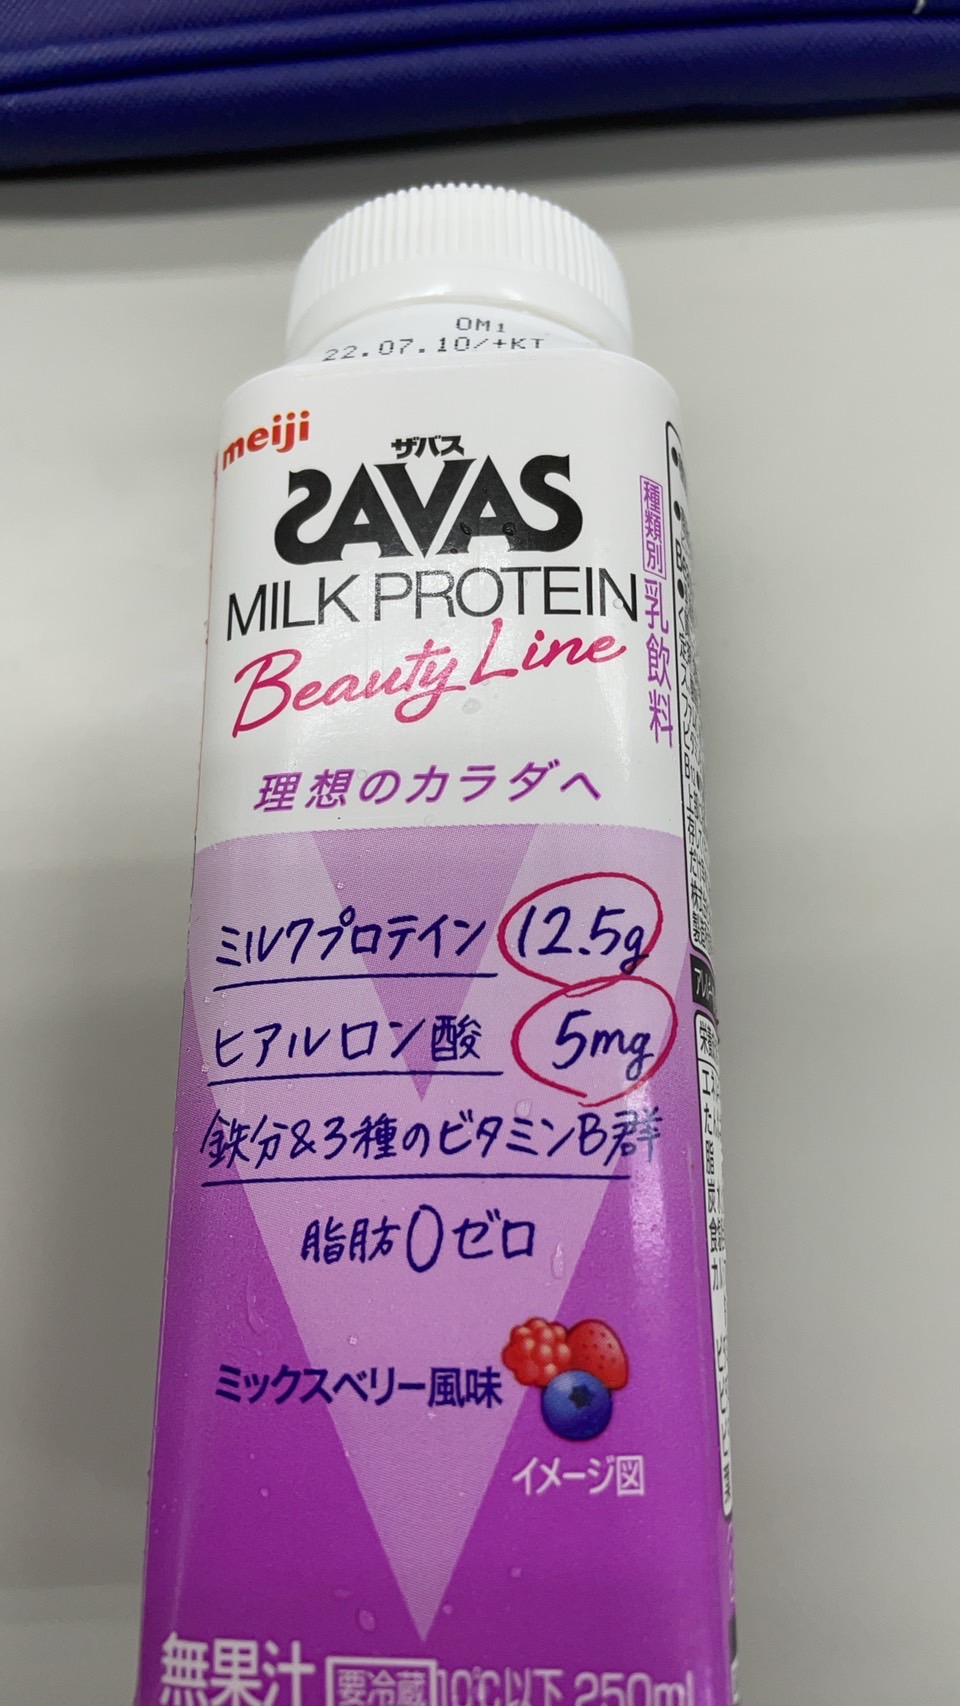 OM1
22.07.10/+KT
meiji
ザバス
SAVAS
MILK PROTEIN
Beauty Line
種類別 乳飲料
理想のカラダへ
ミルクプロテイン 12.5g
ヒアルロン酸 5mg
鉄分&3種のビタミンB群
脂肪0ゼロ
ミックスベリー風味
イメージ図
無果汁 要冷蔵 10℃以下 250ml